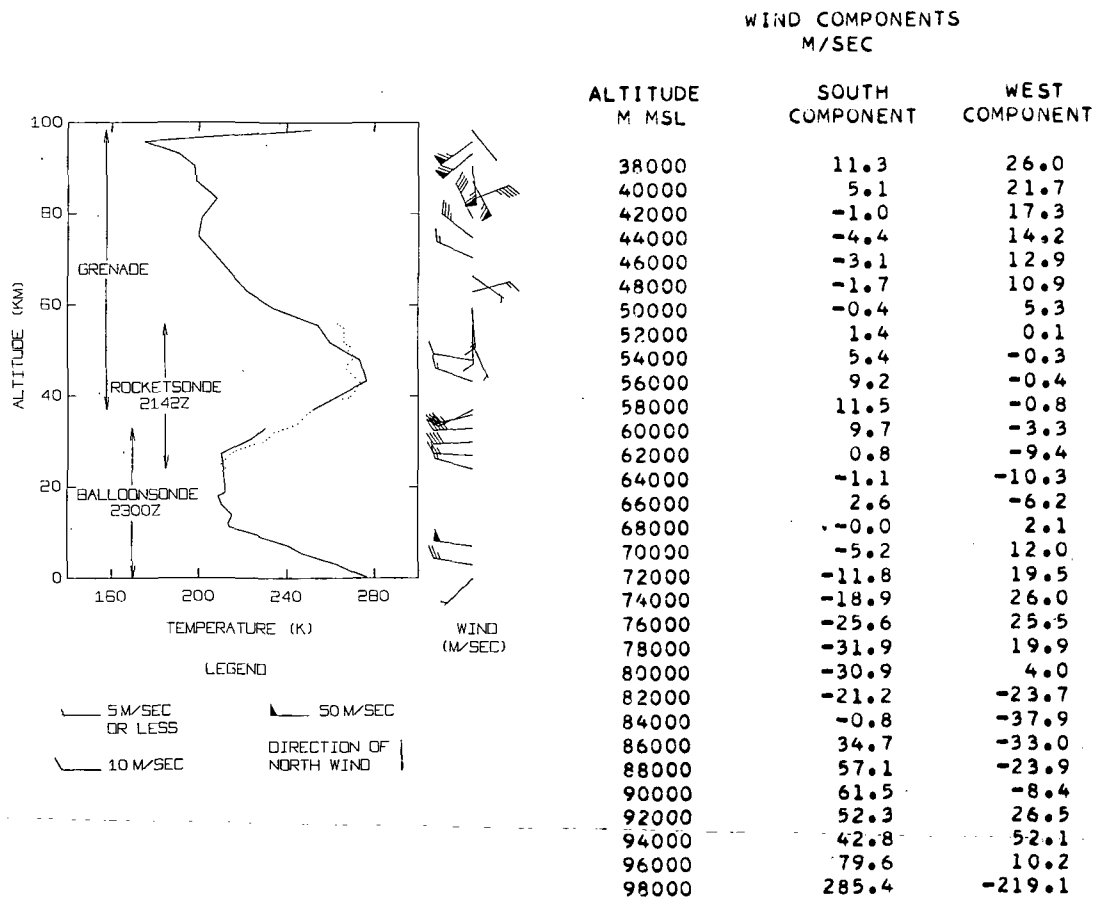 100
80
60
40
20
0
ALTITUDE (KM)
GRENADE
ROCKETSONDE
2142Z
BALLOONSONDE
2300Z
160 200 240 280
TEMPERATURE (K)
WIND
(M/SEC)
LEGEND
5 M/SEC
OR LESS
10 M/SEC
50 M/SEC
DIRECTION OF
NORTH WIND
WIND COMPONENTS
M/SEC
ALTITUDE SOUTH WEST
M MSL COMPONENT COMPONENT
38000 11.3 26.0
40000 5.1 21.7
42000 -1.0 17.3
44000 -4.4 14.2
46000 -3.1 12.9
48000 -1.7 10.9
50000 -0.4 5.3
52000 1.4 0.1
54000 5.4 -0.3
56000 9.2 -0.4
58000 11.5 -0.8
60000 9.7 -3.3
62000 0.8 -9.4
64000 -1.1 -10.3
66000 2.6 -6.2
68000 -0.0 2.1
70000 -5.2 12.0
72000 -11.8 19.5
74000 -18.9 26.0
76000 -25.6 25.5
78000 -31.9 19.9
80000 -30.9 4.0
82000 -21.2 -23.7
84000 -0.8 -37.9
86000 34.7 -33.0
88000 57.1 -23.9
90000 61.5 -8.4
92000 52.3 26.5
94000 42.8 52.1
96000 79.6 10.2
98000 285.4 -219.1